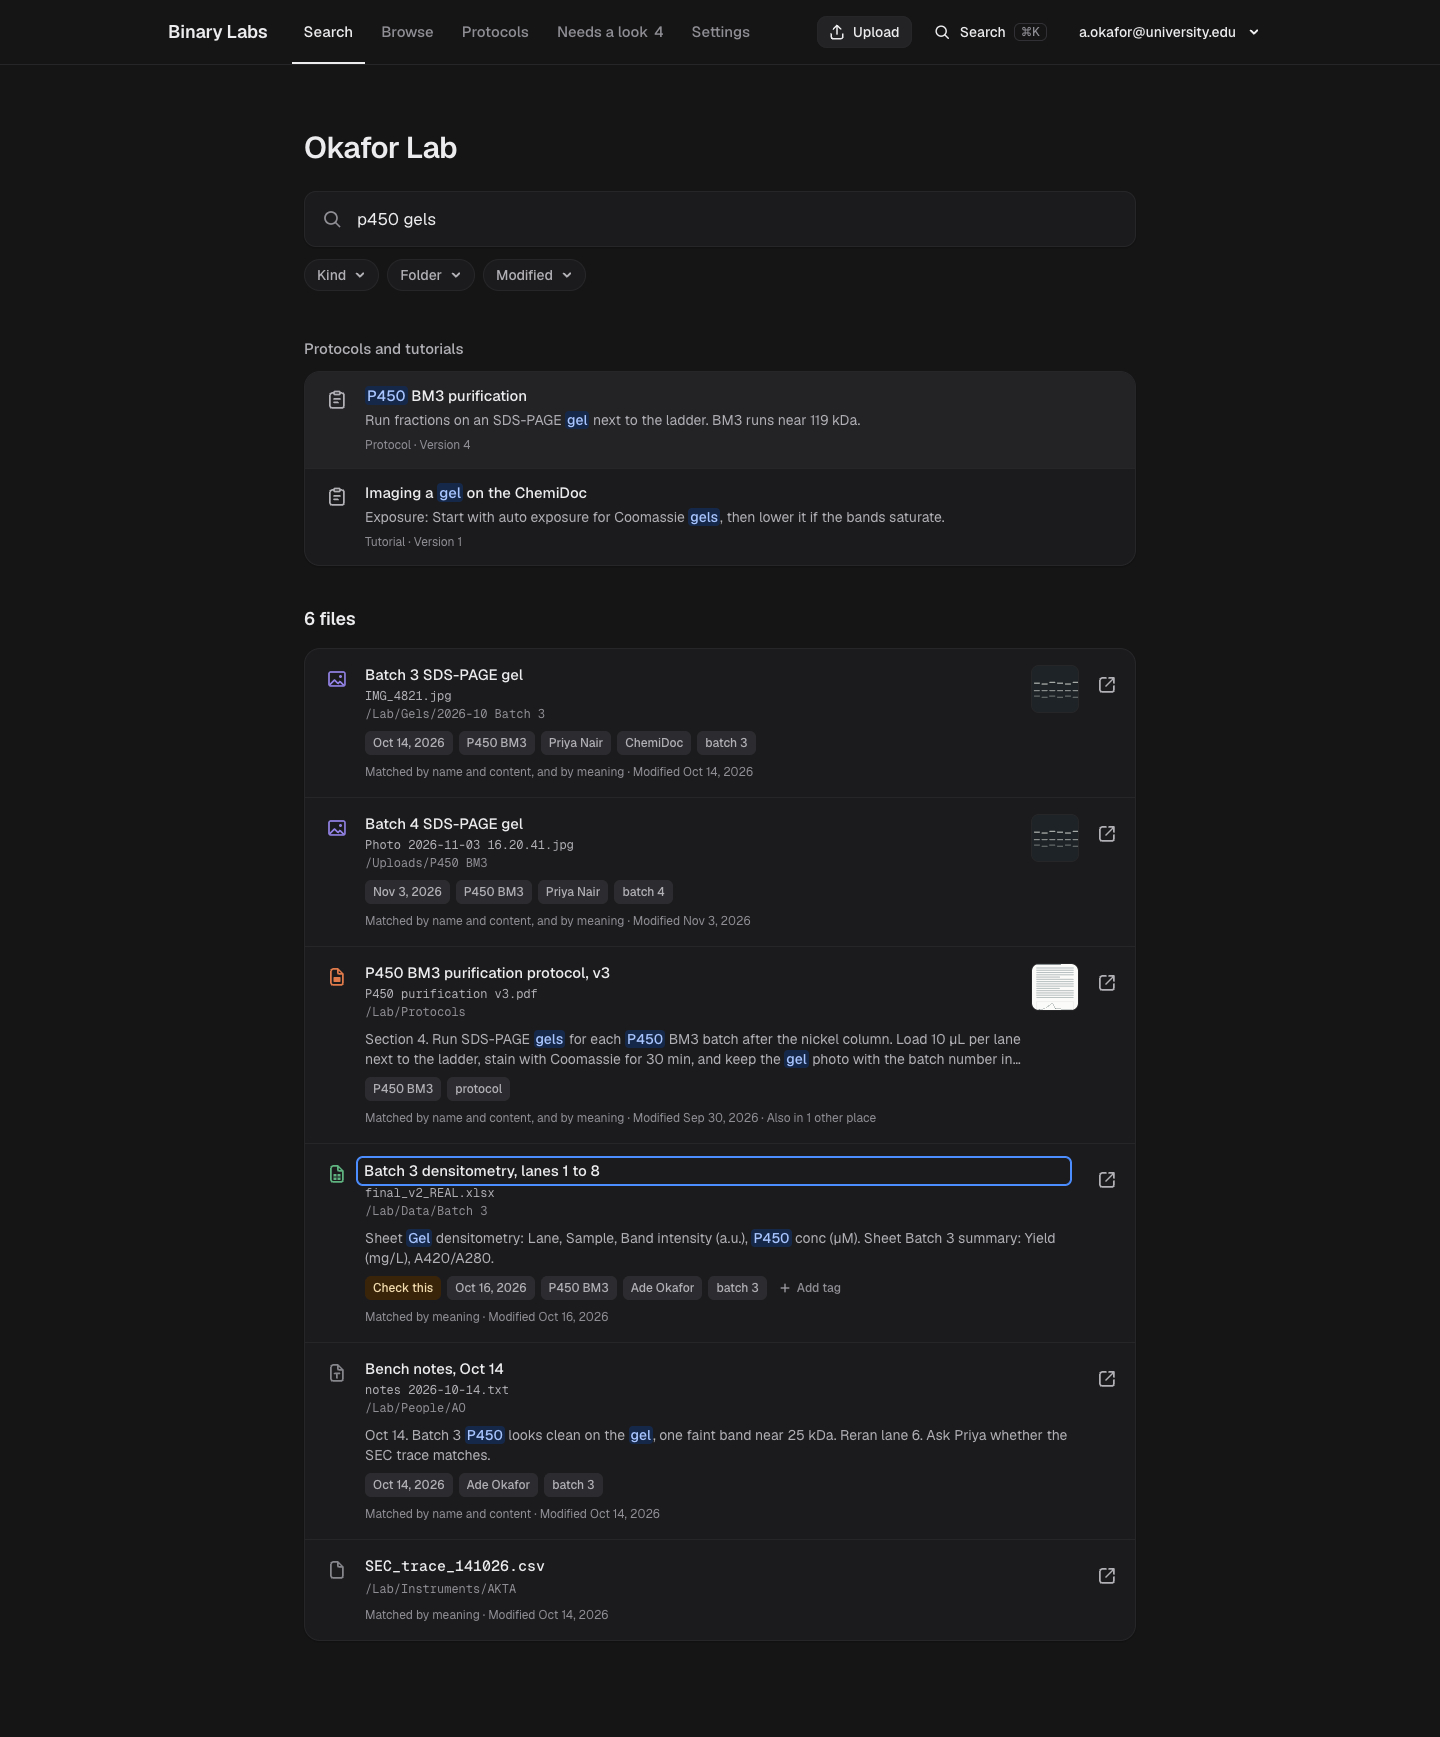 Binary Labs
Search
Browse
Protocols
Needs a look 4
Settings
Upload
Search ⌘K
a.okafor@university.edu
Okafor Lab
p450 gels
Kind
Folder
Modified
Protocols and tutorials
P450 BM3 purification
Run fractions on an SDS-PAGE gel next to the ladder. BM3 runs near 119 kDa.
Protocol · Version 4
Imaging a gel on the ChemiDoc
Exposure: Start with auto exposure for Coomassie gels, then lower it if the bands saturate.
Tutorial · Version 1
6 files
Batch 3 SDS-PAGE gel
IMG_4821.jpg
/Lab/Gels/2026-10 Batch 3
Oct 14, 2026
P450 BM3
Priya Nair
ChemiDoc
batch 3
Matched by name and content, and by meaning · Modified Oct 14, 2026
Batch 4 SDS-PAGE gel
Photo 2026-11-03 16.20.41.jpg
/Uploads/P450 BM3
Nov 3, 2026
P450 BM3
Priya Nair
batch 4
Matched by name and content, and by meaning · Modified Nov 3, 2026
P450 BM3 purification protocol, v3
P450 purification v3.pdf
/Lab/Protocols
Section 4. Run SDS-PAGE gels for each P450 BM3 batch after the nickel column. Load 10 µL per lane
next to the ladder, stain with Coomassie for 30 min, and keep the gel photo with the batch number in…
P450 BM3
protocol
Matched by name and content, and by meaning · Modified Sep 30, 2026 · Also in 1 other place
Batch 3 densitometry, lanes 1 to 8
final_v2_REAL.xlsx
/Lab/Data/Batch 3
Sheet Gel densitometry: Lane, Sample, Band intensity (a.u.), P450 conc (µM). Sheet Batch 3 summary: Yield
(mg/L), A420/A280.
Check this
Oct 16, 2026
P450 BM3
Ade Okafor
batch 3
Add tag
Matched by meaning · Modified Oct 16, 2026
Bench notes, Oct 14
notes 2026-10-14.txt
/Lab/People/AO
Oct 14. Batch 3 P450 looks clean on the gel, one faint band near 25 kDa. Reran lane 6. Ask Priya whether the
SEC trace matches.
Oct 14, 2026
Ade Okafor
batch 3
Matched by name and content · Modified Oct 14, 2026
SEC_trace_141026.csv
/Lab/Instruments/AKTA
Matched by meaning · Modified Oct 14, 2026